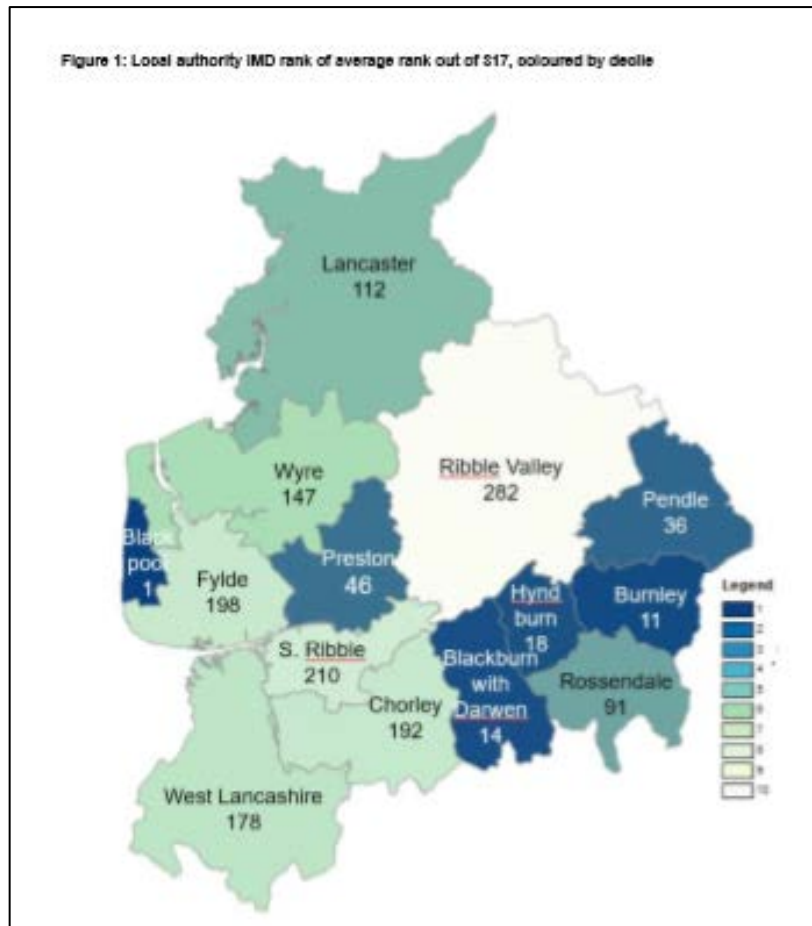 Figure 1: Local authority IMD rank of average rank out of 317, coloured by decile
Lancaster
112
Wyre
147
Ribble Valley
282
Pendle
36
Black
pool
1
Fylde
198
Preston
46
Hynd
burn
18
Burnley
11
S. Ribble
210
Blackburn
with
Darwen
14
Rossendale
91
Chorley
192
West Lancashire
178
Legend
1
2
3
4
5
6
7
8
9
10